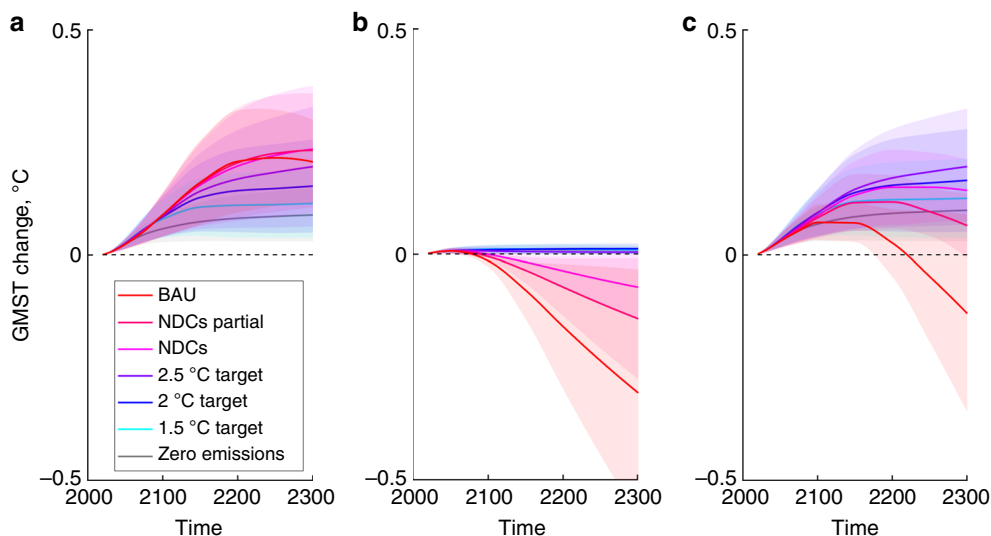 a
b
c
0.5
0.5
0.5
GMST change, °C
0
0
0
BAU
NDCs partial
NDCs
2.5 °C target
2 °C target
1.5 °C target
Zero emissions
–0.5
–0.5
–0.5
2000 2100 2200 2300
2000 2100 2200 2300
2000 2100 2200 2300
Time
Time
Time